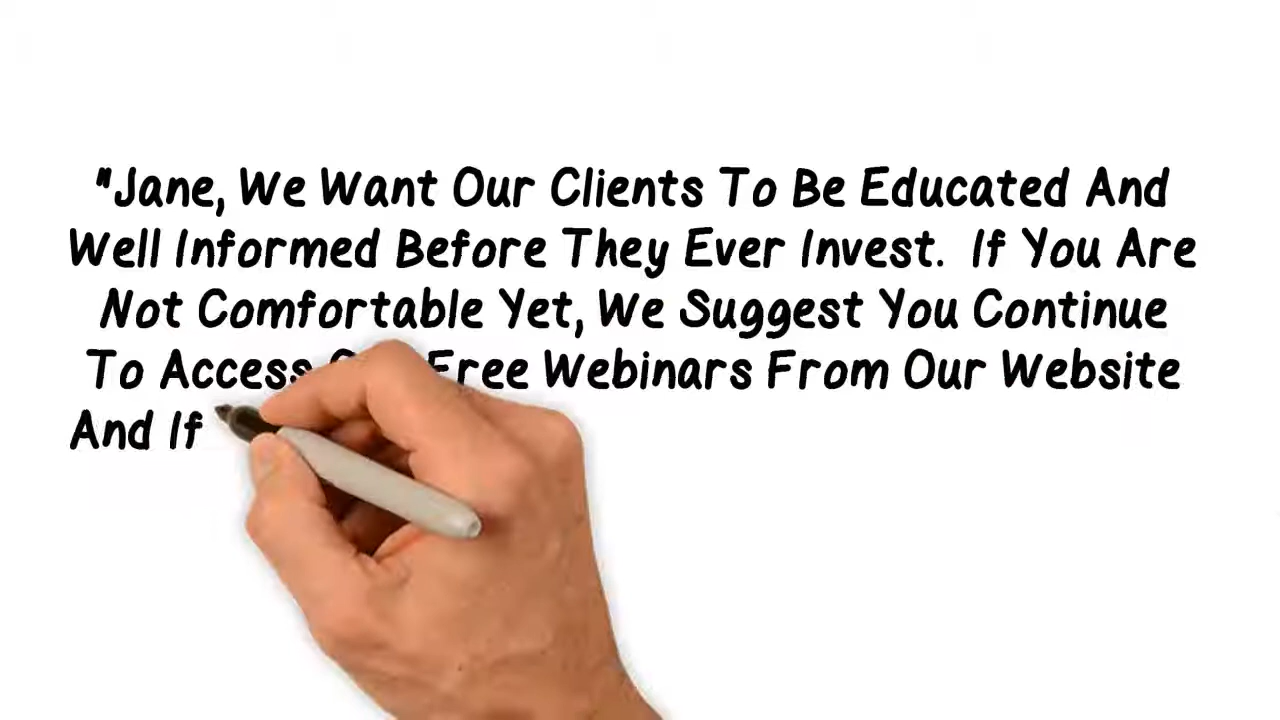 "Jane, We Want Our Clients To Be Educated And
Well Informed Before They Ever Invest.  If You Are
Not Comfortable Yet, We Suggest You Continue
To Access Free Webinars From Our Website
And If